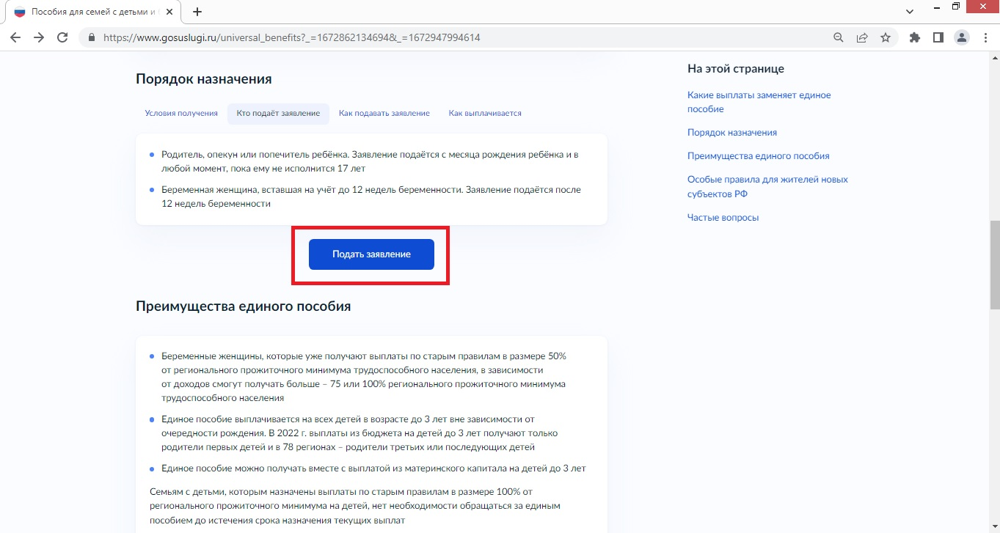 Пособия для семей с детьми и
https://www.gosuslugi.ru/universal_benefits?_=1672862134694&_=1672947994614
Порядок назначения
Условия получения
Кто подаёт заявление
Как подавать заявление
Как выплачивается
Родитель, опекун или попечитель ребёнка. Заявление подаётся с месяца рождения ребёнка и в
любой момент, пока ему не исполнится 17 лет
Беременная женщина, вставшая на учёт до 12 недель беременности. Заявление подаётся после
12 недель беременности
Подать заявление
Преимущества единого пособия
Беременные женщины, которые уже получают выплаты по старым правилам в размере 50%
от регионального прожиточного минимума трудоспособного населения, в зависимости
от доходов смогут получать больше – 75 или 100% регионального прожиточного минимума
трудоспособного населения
Единое пособие выплачивается на всех детей в возрасте до 3 лет вне зависимости от
очередности рождения. В 2022 г. выплаты из бюджета на детей до 3 лет получают только
родители первых детей и в 78 регионах – родители третьих или последующих детей
Единое пособие можно получать вместе с выплатой из материнского капитала на детей до 3 лет
Семьям с детьми, которым назначены выплаты по старым правилам в размере 100% от
регионального прожиточного минимума на детей, нет необходимости обращаться за единым
пособием до истечения срока назначения текущих выплат
На этой странице
Какие выплаты заменяет единое
пособие
Порядок назначения
Преимущества единого пособия
Особые правила для жителей новых
субъектов РФ
Частые вопросы